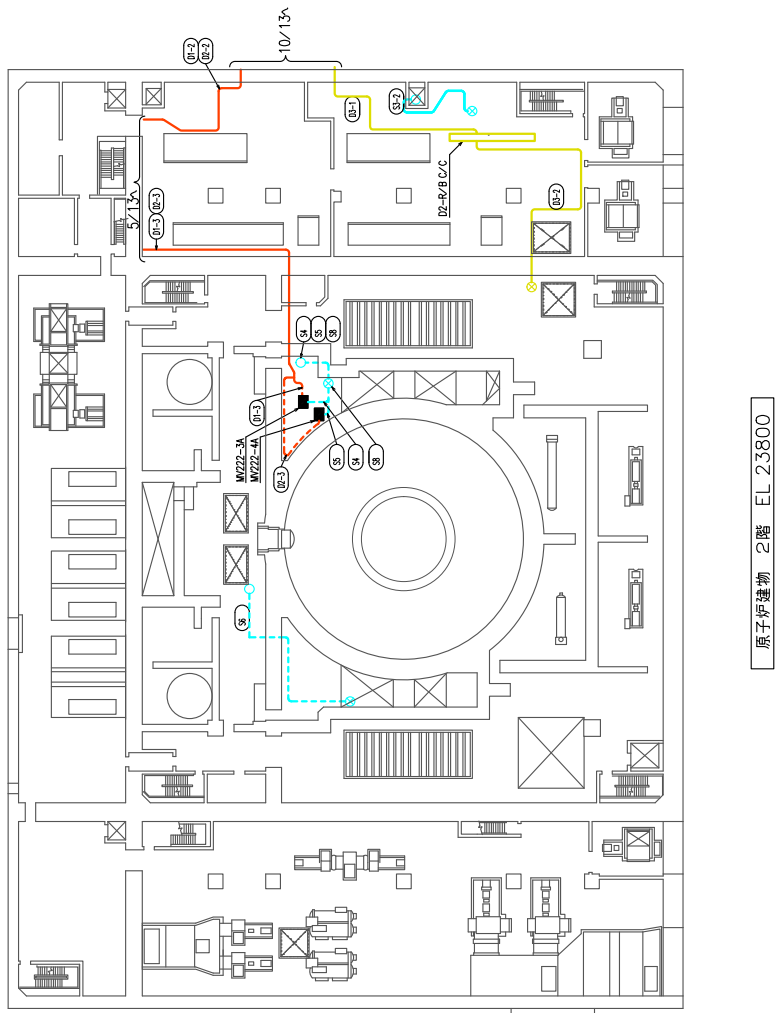 10/13へ
D1-2
D2-2
D3-1
S3-2
D2-R/B C/C
D3-2
5/13へ
D1-3
D2-3
S4
S5
S8
D1-3
MV222-3A
MV222-4A
D2-3
S5
S4
S8
S6
原子炉建物 2階 EL 23800